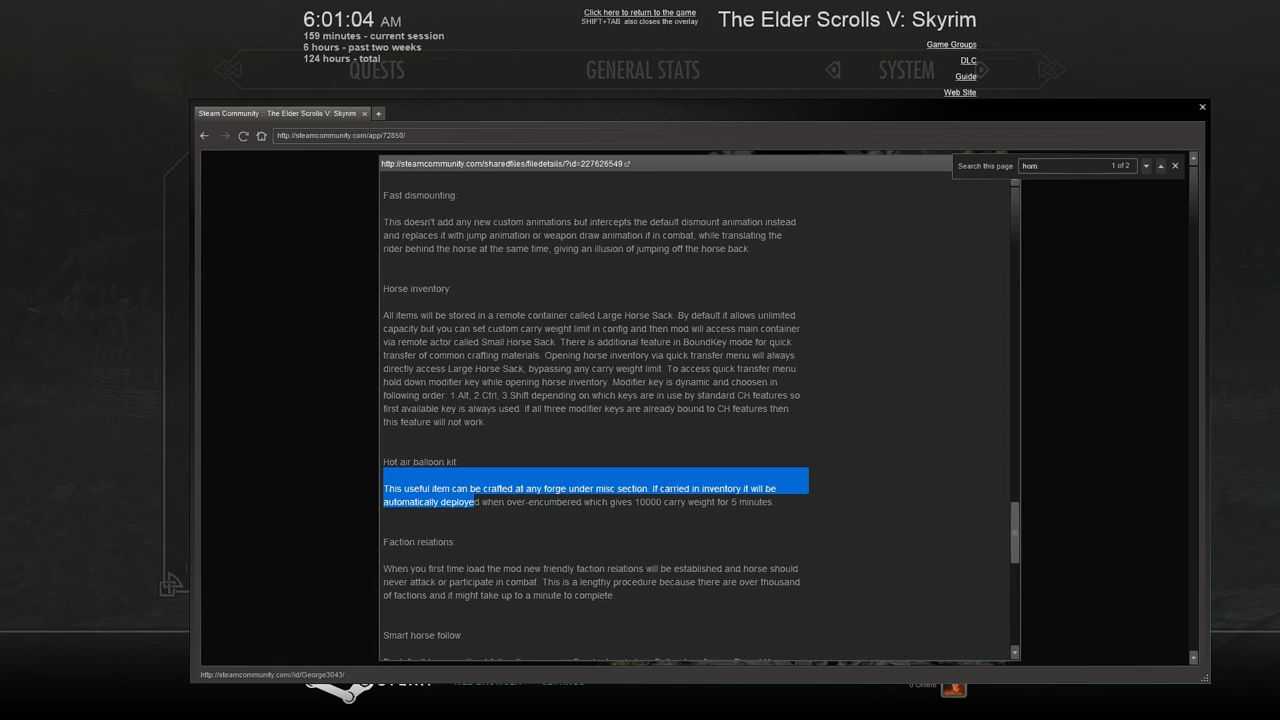 6:01:04 AM
159 minutes - current session
6 hours - past two weeks
124 hours - total
Click here to return to the game
SHIFT+TAB also closes the overlay
The Elder Scrolls V: Skyrim
Game Groups
DLC
Guide
Web Site
QUESTS
GENERAL STATS
SYSTEM
Steam Community :: The Elder Scrolls V: Skyrim
http://steamcommunity.com/app/72850/
http://steamcommunity.com/sharedfiles/filedetails/?id=227626549
Search this page
horn
1 of 2
Fast dismounting:
This doesn't add any new custom animations but intercepts the default dismount animation instead
and replaces it with jump animation or weapon draw animation if in combat, while translating the
rider behind the horse at the same time, giving an illusion of jumping off the horse back.
Horse inventory:
All items will be stored in a remote container called Large Horse Sack. By default it allows unlimited
capacity but you can set custom carry weight limit in config and then mod will access main container
via remote actor called Small Horse Sack. There is additional feature in BoundKey mode for quick
transfer of common crafting materials. Opening horse inventory via quick transfer menu will always
directly access Large Horse Sack, bypassing any carry weight limit. To access quick transfer menu
hold down modifier key while opening horse inventory. Modifier key is dynamic and choosen in
following order: 1.Alt, 2.Ctrl, 3.Shift depending on which keys are in use by standard CH features so
first available key is always used. If all three modifier keys are already bound to CH features then
this feature will not work.
Hot air balloon kit:
This useful item can be crafted at any forge under misc section. If carried in inventory it will be
automatically deployed when over-encumbered which gives 10000 carry weight for 5 minutes.
Faction relations:
When you first time load the mod new friendly faction relations will be established and horse should
never attack or participate in combat. This is a lengthy procedure because there are over thousand
of factions and it might take up to a minute to complete.
Smart horse follow:
http://steamcommunity.com//id/George3043/